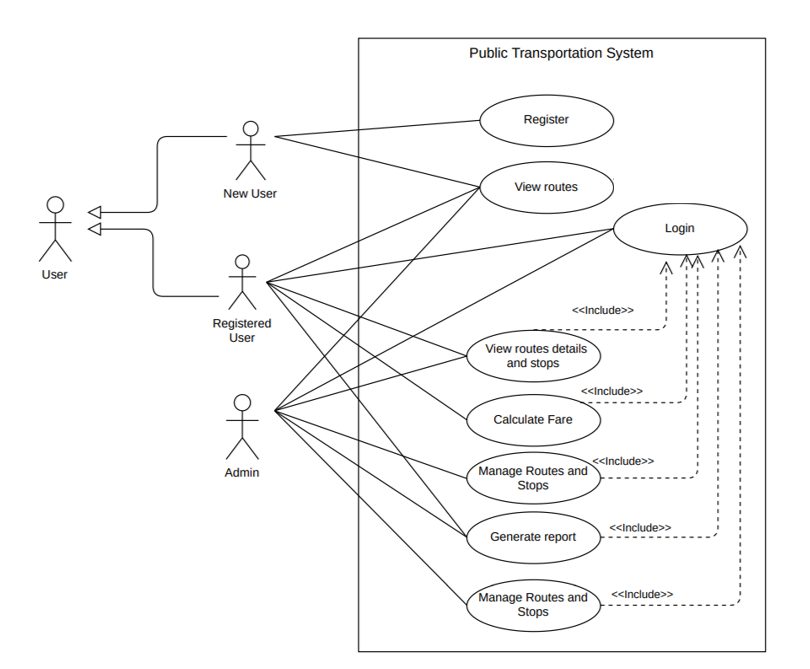 Public Transportation System
Register
New User
View routes
Login
User
Registered
User
<<Include>>
View routes details
and stops
<<Include>>
Calculate Fare
Admin
<<Include>>
Manage Routes and
Stops
<<Include>>
Generate report
<<Include>>
Manage Routes and
Stops